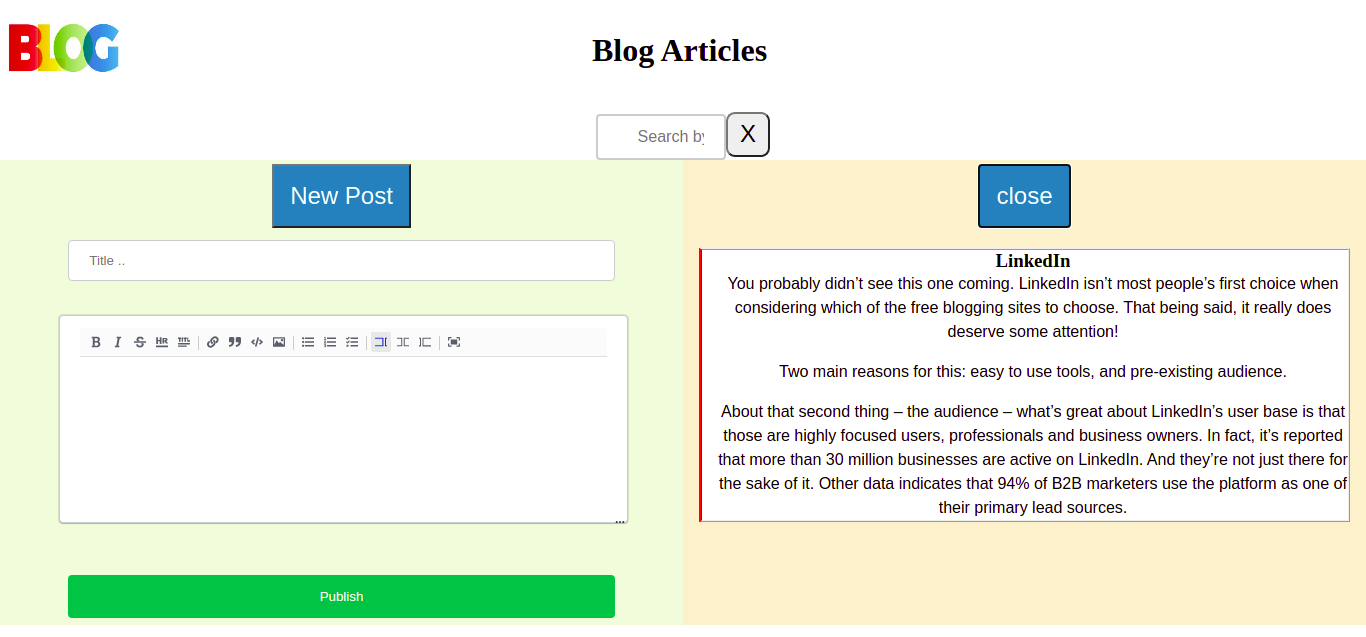 BLOG
Blog Articles
Search by
X
New Post
close
Title ..
B I S HR
LinkedIn
You probably didn’t see this one coming. LinkedIn isn’t most people’s first choice when
considering which of the free blogging sites to choose. That being said, it really does
deserve some attention!
Two main reasons for this: easy to use tools, and pre-existing audience.
About that second thing – the audience – what’s great about LinkedIn’s user base is that
those are highly focused users, professionals and business owners. In fact, it’s reported
that more than 30 million businesses are active on LinkedIn. And they’re not just there for
the sake of it. Other data indicates that 94% of B2B marketers use the platform as one of
their primary lead sources.
Publish